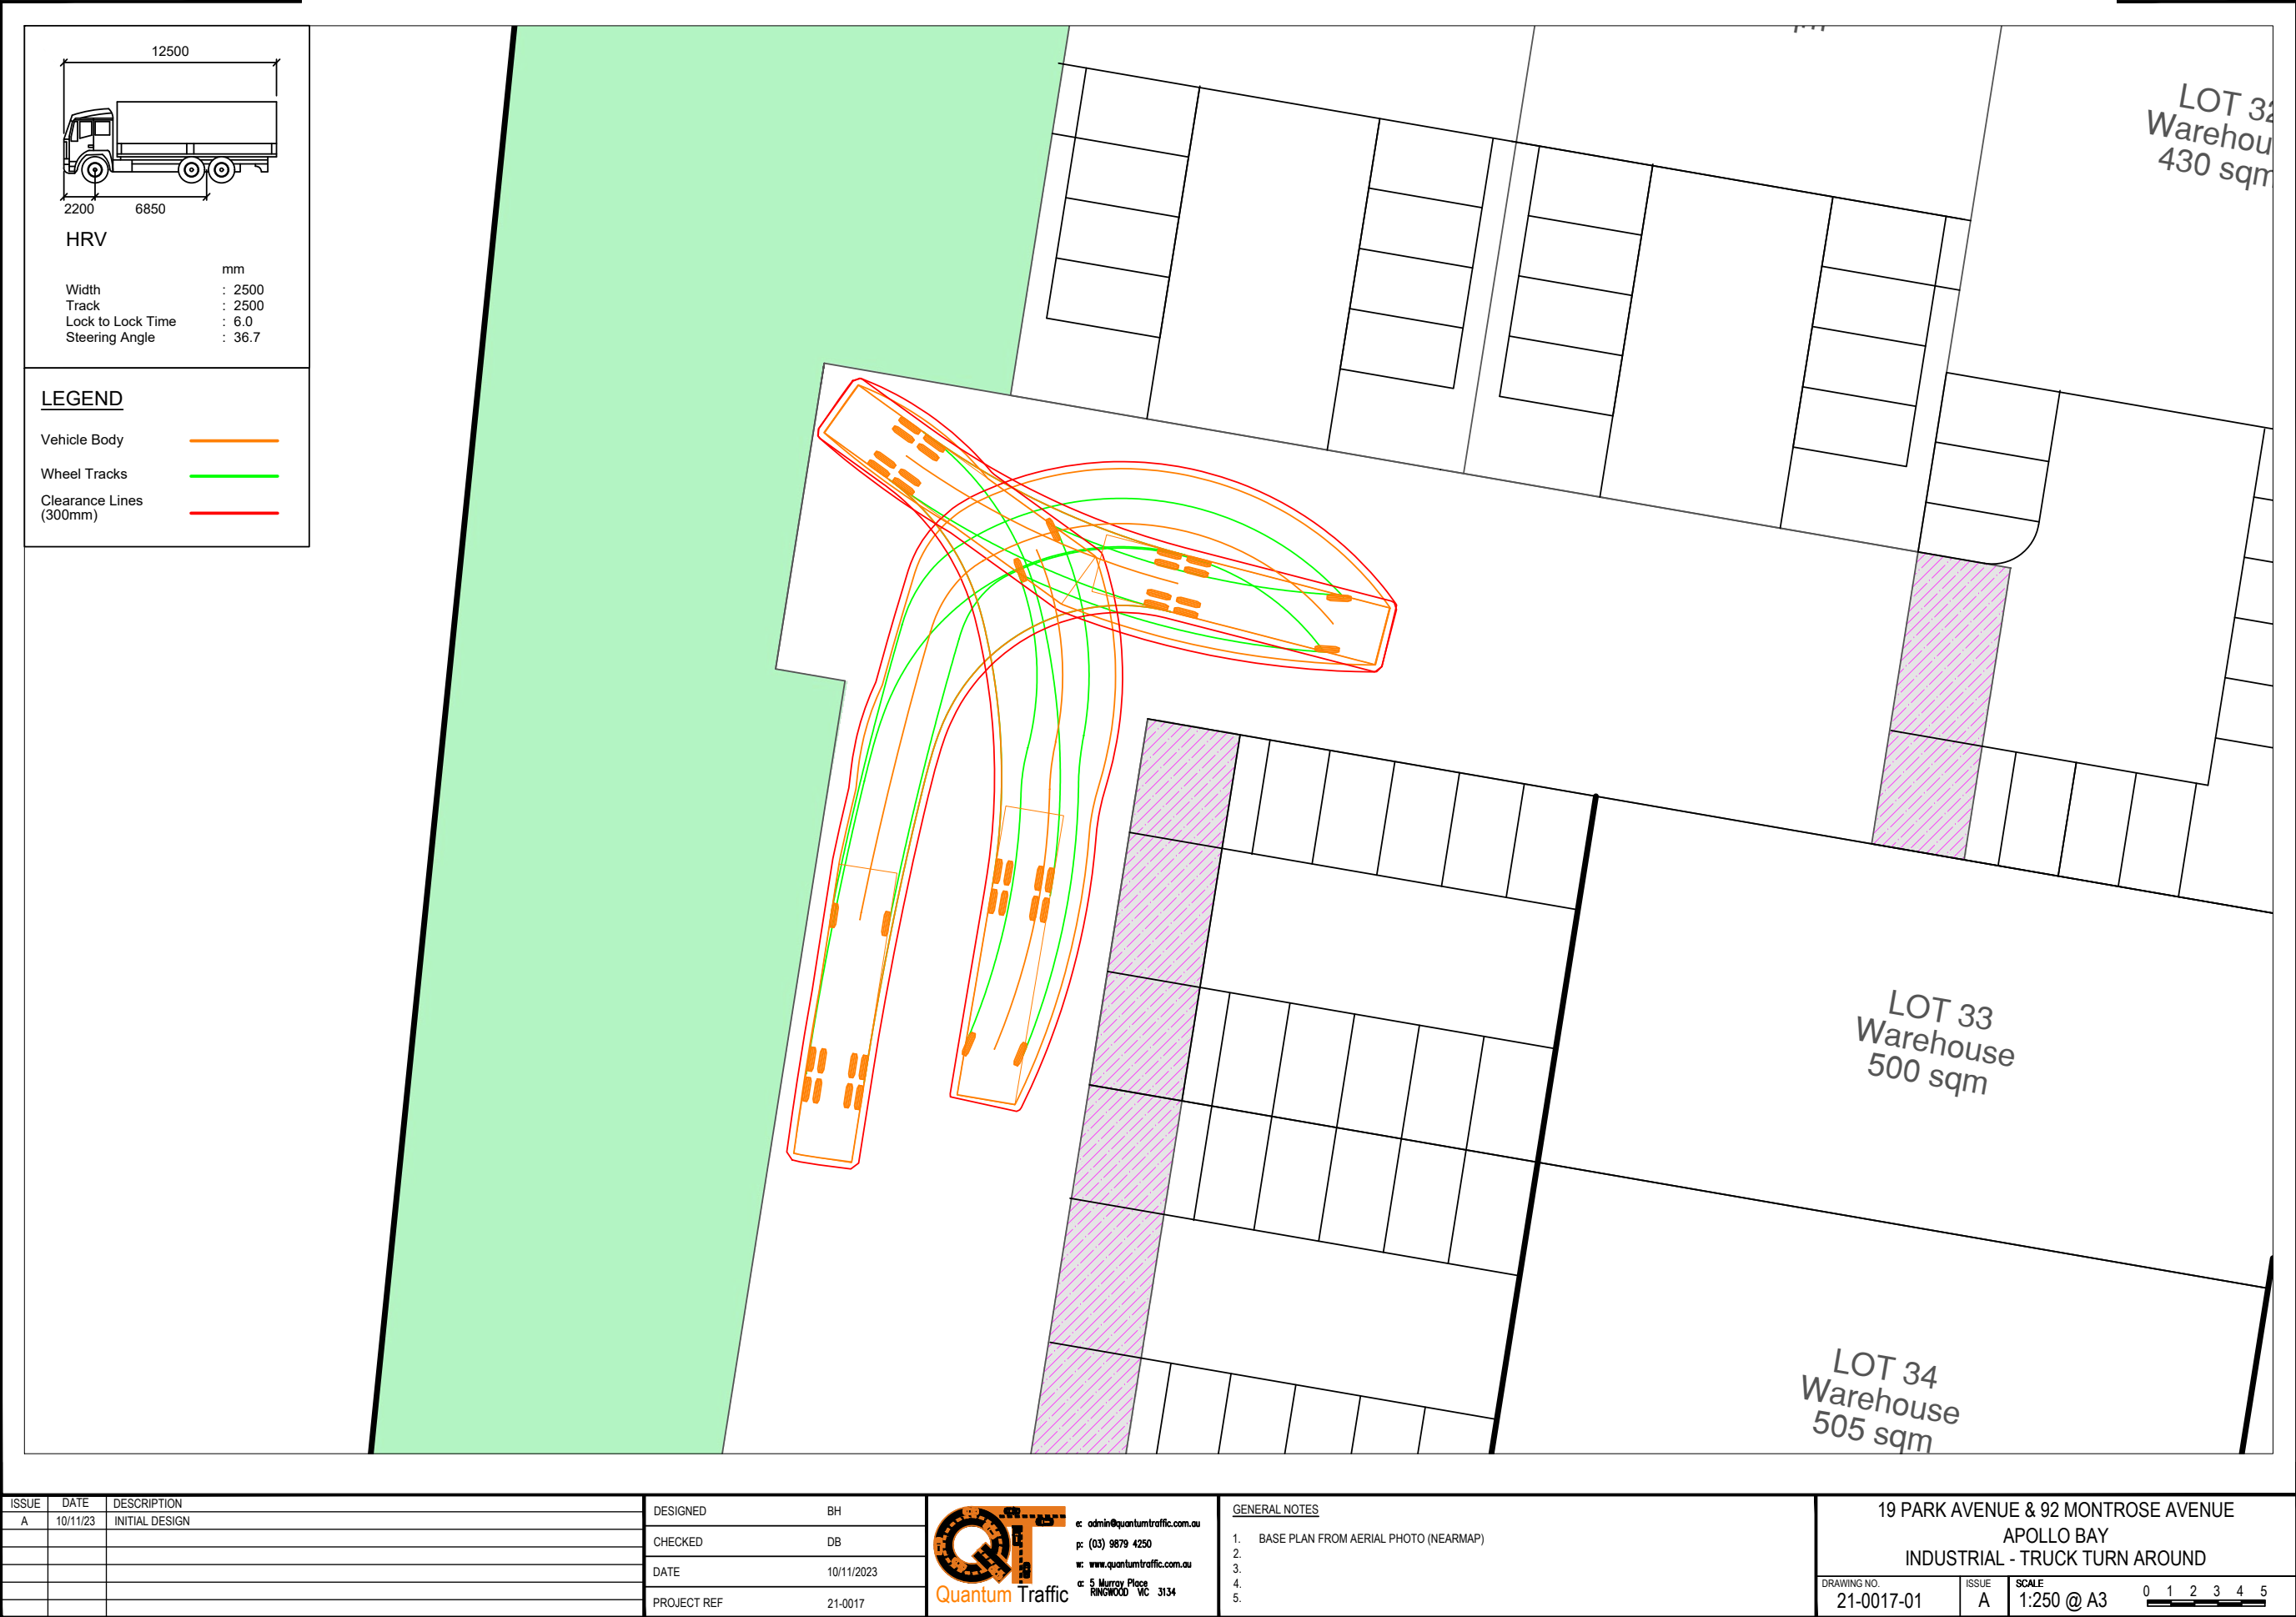 12500
2200 6850
HRV
mm
Width : 2500
Track : 2500
Lock to Lock Time : 6.0
Steering Angle : 36.7
LEGEND
Vehicle Body
Wheel Tracks
Clearance Lines
(300mm)
LOT 32
430 sqm
LOT 33
Warehouse
500 sqm
LOT 34
Warehouse
505 sqm
ISSUE DATE DESCRIPTION
A 10/11/23 INITIAL DESIGN
DESIGNED BH
CHECKED DB
DATE 10/11/2023
PROJECT REF 21-0017
QT
Quantum Traffic
e: admin@quantumtraffic.com.au
p: (03) 9879 4250
w: www.quantumtraffic.com.au
a: 5 Murray Place
RINGWOOD VIC 3134
GENERAL NOTES
1. BASE PLAN FROM AERIAL PHOTO (NEARMAP)
2.
3.
4.
5.
19 PARK AVENUE & 92 MONTROSE AVENUE
APOLLO BAY
INDUSTRIAL - TRUCK TURN AROUND
DRAWING NO.
21-0017-01
ISSUE
A
SCALE
1:250 @ A3
0 1 2 3 4 5